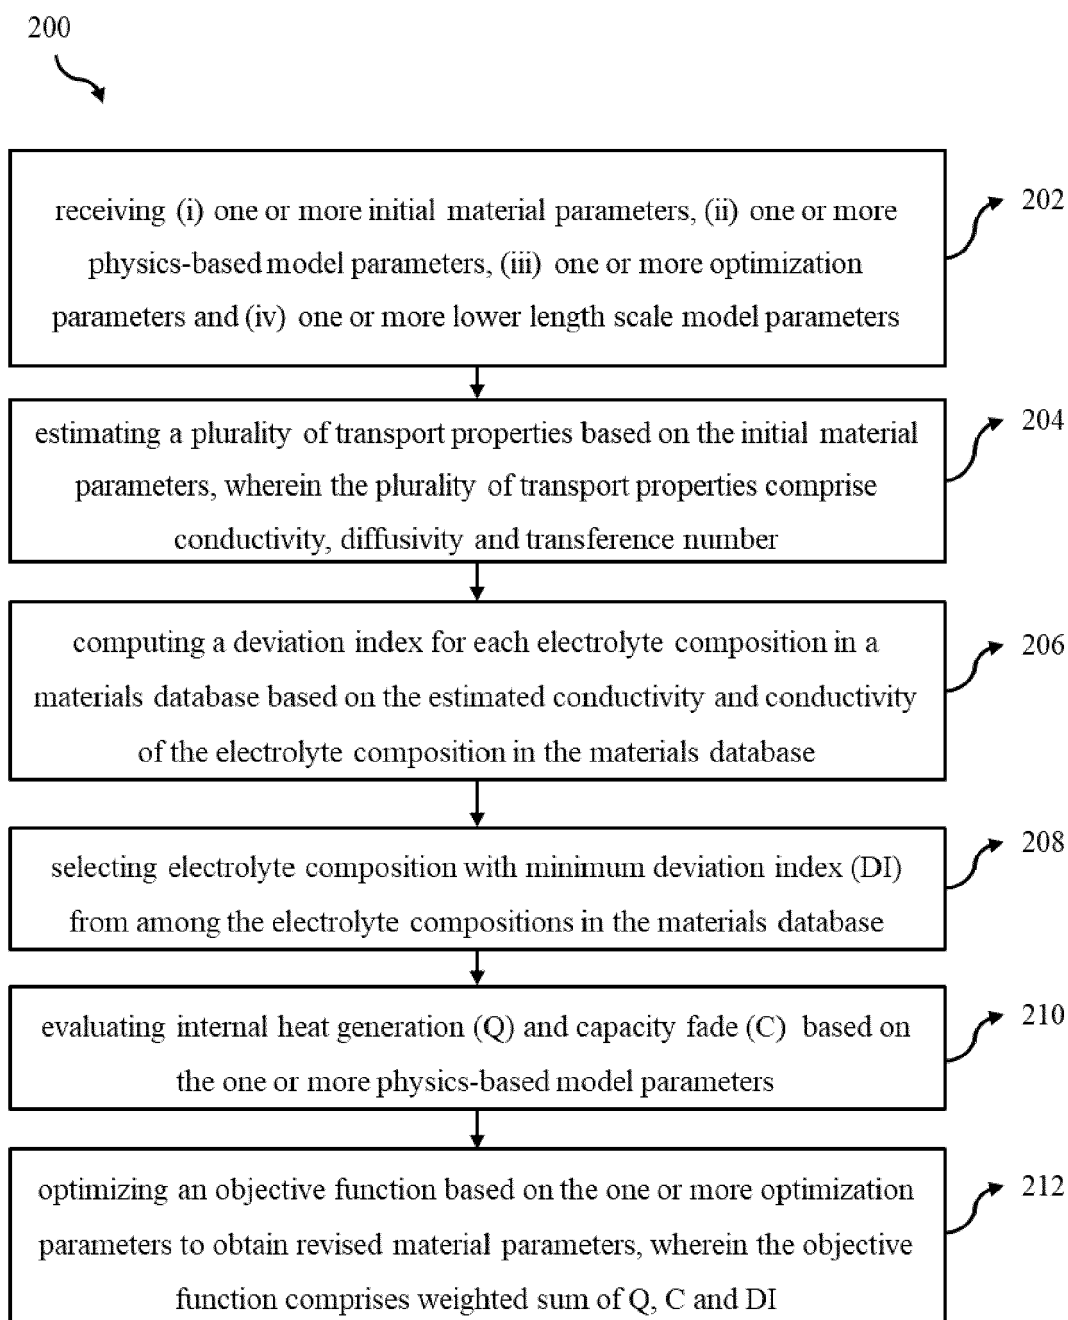 200
receiving (i) one or more initial material parameters, (ii) one or more
physics-based model parameters, (iii) one or more optimization
parameters and (iv) one or more lower length scale model parameters
202
estimating a plurality of transport properties based on the initial material
parameters, wherein the plurality of transport properties comprise
conductivity, diffusivity and transference number
204
computing a deviation index for each electrolyte composition in a
materials database based on the estimated conductivity and conductivity
of the electrolyte composition in the materials database
206
selecting electrolyte composition with minimum deviation index (DI)
from among the electrolyte compositions in the materials database
208
evaluating internal heat generation (Q) and capacity fade (C) based on
the one or more physics-based model parameters
210
optimizing an objective function based on the one or more optimization
parameters to obtain revised material parameters, wherein the objective
function comprises weighted sum of Q, C and DI
212